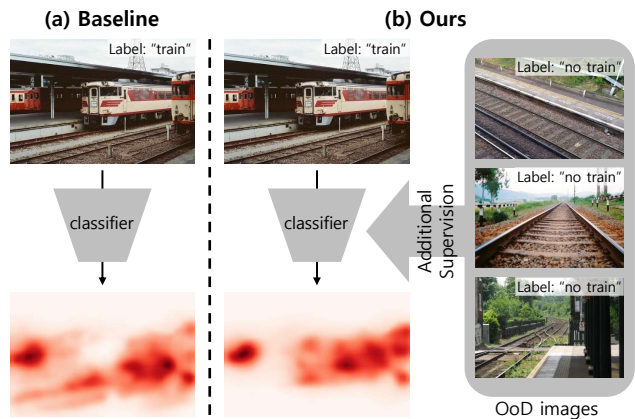 (a) Baseline
(b) Ours
Label: "train"
Label: "train"
Label: "no train"
Label: "no train"
Label: "no train"
classifier
classifier
Additional
Supervision
OoD images